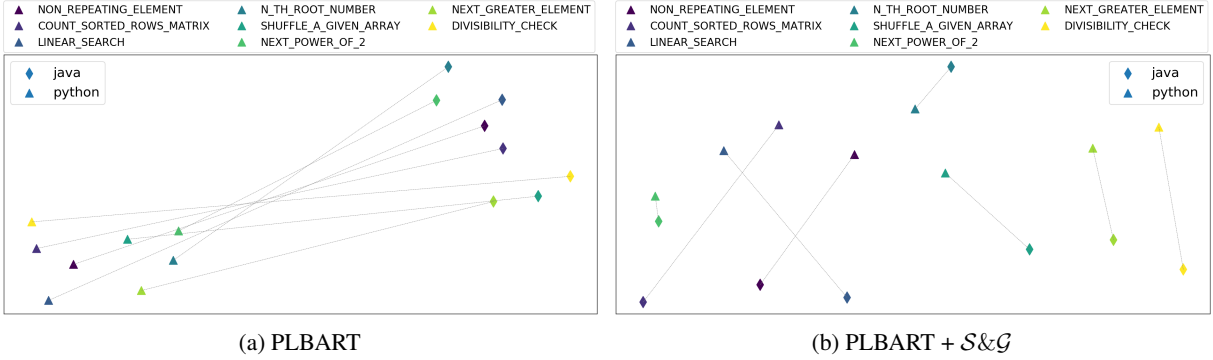 NON_REPEATING_ELEMENT N_TH_ROOT_NUMBER NEXT_GREATER_ELEMENT
COUNT_SORTED_ROWS_MATRIX SHUFFLE_A_GIVEN_ARRAY DIVISIBILITY_CHECK
LINEAR_SEARCH NEXT_POWER_OF_2
java
python
(a) PLBART
NON_REPEATING_ELEMENT N_TH_ROOT_NUMBER NEXT_GREATER_ELEMENT
COUNT_SORTED_ROWS_MATRIX SHUFFLE_A_GIVEN_ARRAY DIVISIBILITY_CHECK
LINEAR_SEARCH NEXT_POWER_OF_2
java
python
(b) PLBART + S&G